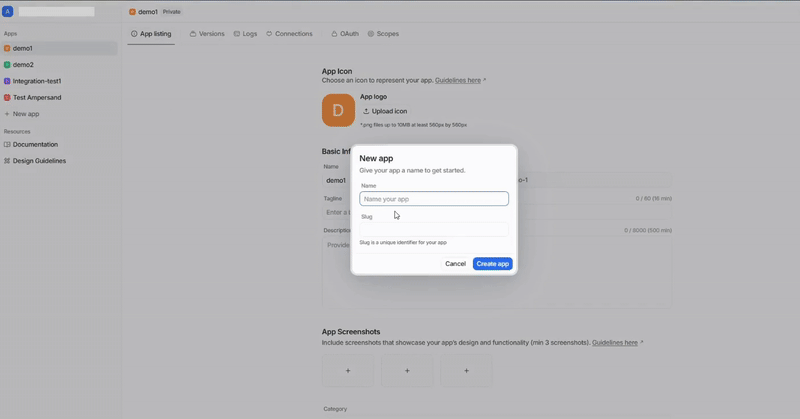 A
demo1 Private
App listing Versions Logs Connections OAuth Scopes
Apps
demo1
demo2
Integration-test1
Test Ampersand
+ New app
Resources
Documentation
Design Guidelines
App Icon
Choose an icon to represent your app. Guidelines here
D
App logo
Upload icon
*.png files up to 10MB at least 560px by 560px
Basic Inf
Name
demo1
o-1
Tagline 0 / 60 (16 min)
Enter a t
Description 0 / 8000 (500 min)
Provide
New app
Give your app a name to get started.
Name
Name your app
Slug
Slug is a unique identifier for your app
Cancel Create app
App Screenshots
Include screenshots that showcase your app's design and functionality (min 3 screenshots). Guidelines here
+ + +
Category